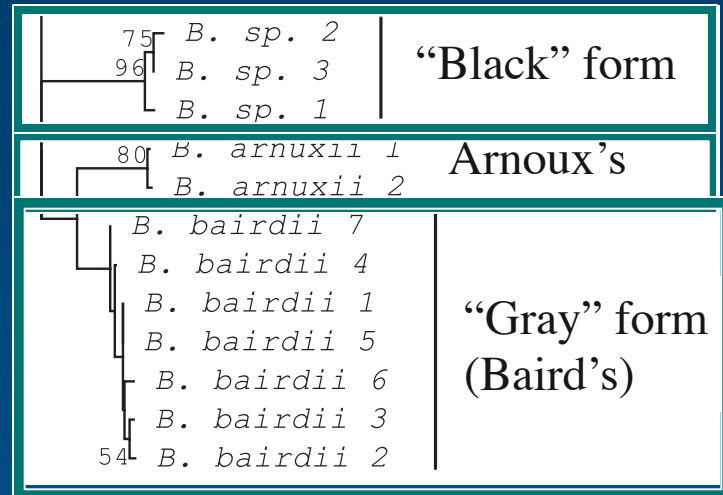 75 B. sp. 2
96 B. sp. 3
B. sp. 1
“Black” form
80 B. arnuxii 1
B. arnuxii 2
Arnoux’s
B. bairdii 7
B. bairdii 4
B. bairdii 1
B. bairdii 5
B. bairdii 6
B. bairdii 3
54 B. bairdii 2
“Gray” form
(Baird’s)